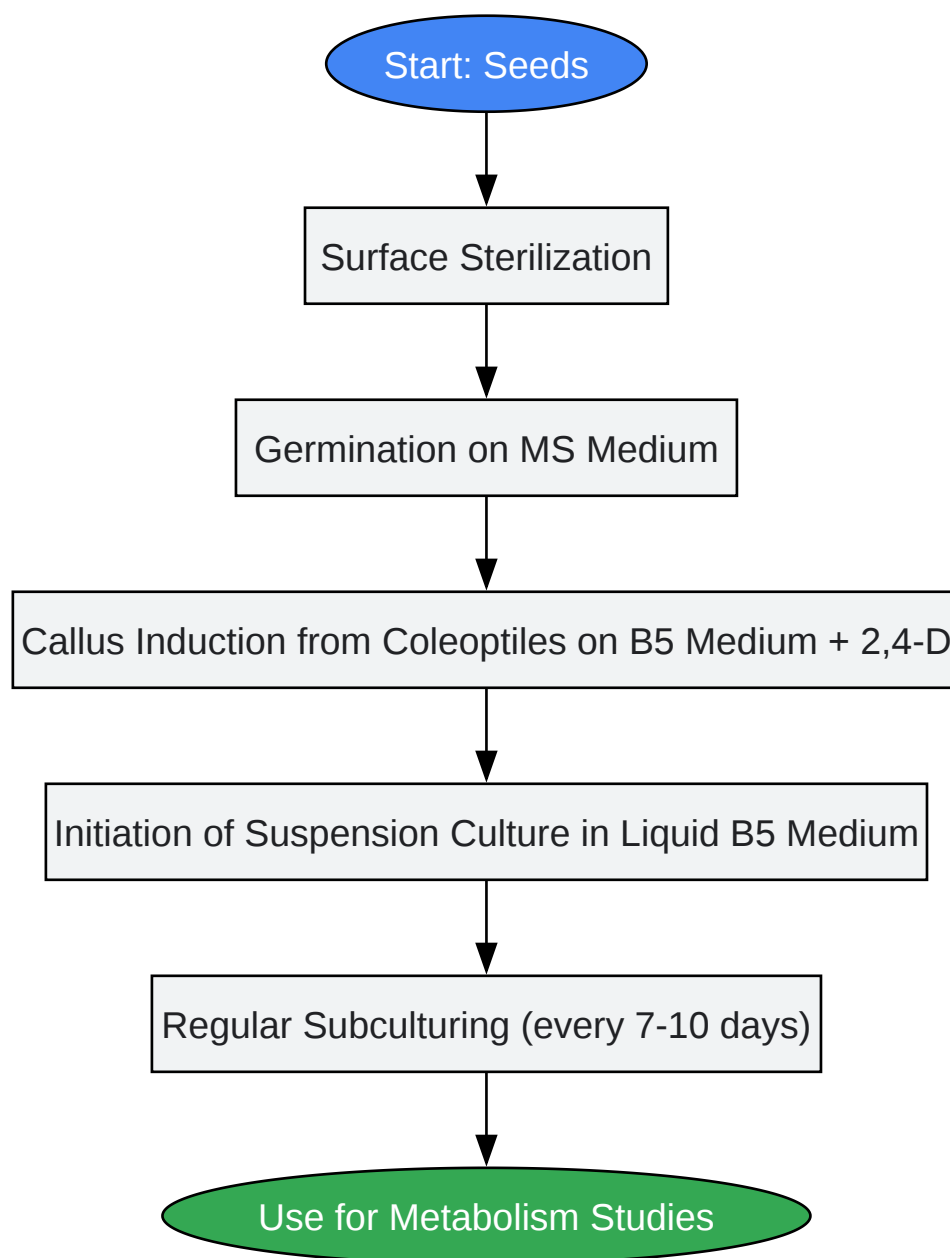 Start: Seeds
Surface Sterilization
Germination on MS Medium
Callus Induction from Coleoptiles on B5 Medium + 2,4-D
Initiation of Suspension Culture in Liquid B5 Medium
Regular Subculturing (every 7-10 days)
Use for Metabolism Studies